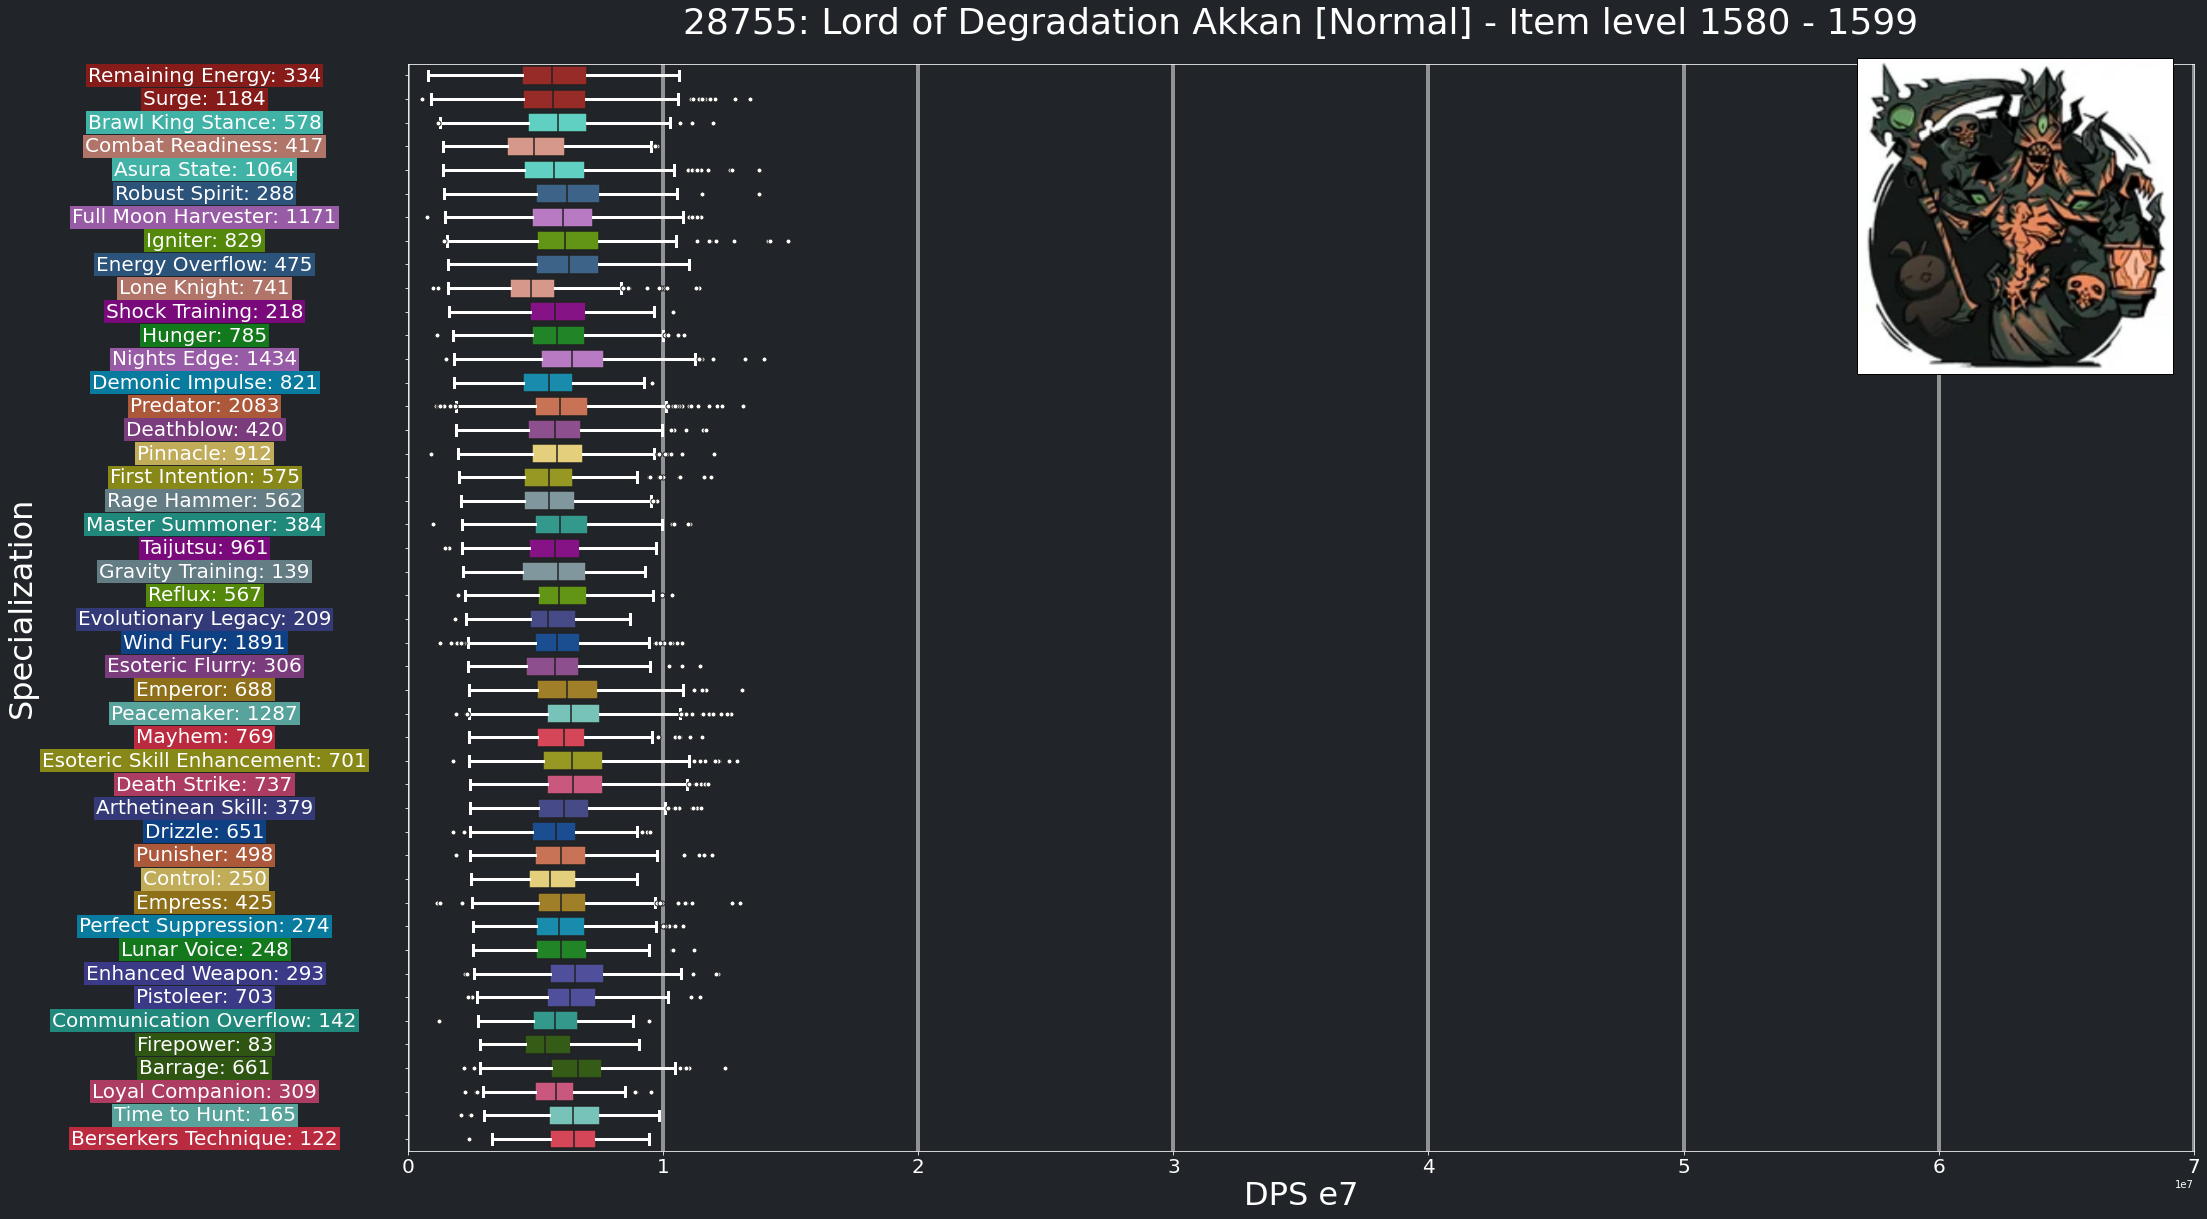 28755: Lord of Degradation Akkan [Normal] - Item level 1580 - 1599
Remaining Energy: 334
Surge: 1184
Brawl King Stance: 578
Combat Readiness: 417
Asura State: 1064
Robust Spirit: 288
Full Moon Harvester: 1171
Igniter: 829
Energy Overflow: 475
Lone Knight: 741
Shock Training: 218
Hunger: 785
Nights Edge: 1434
Demonic Impulse: 821
Predator: 2083
Deathblow: 420
Pinnacle: 912
First Intention: 575
Rage Hammer: 562
Master Summoner: 384
Taijutsu: 961
Gravity Training: 139
Reflux: 567
Evolutionary Legacy: 209
Wind Fury: 1891
Esoteric Flurry: 306
Emperor: 688
Peacemaker: 1287
Mayhem: 769
Esoteric Skill Enhancement: 701
Death Strike: 737
Arthetinean Skill: 379
Drizzle: 651
Punisher: 498
Control: 250
Empress: 425
Perfect Suppression: 274
Lunar Voice: 248
Enhanced Weapon: 293
Pistoleer: 703
Communication Overflow: 142
Firepower: 83
Barrage: 661
Loyal Companion: 309
Time to Hunt: 165
Berserkers Technique: 122
Specialization
0 1 2 3 4 5 6 7
1e7
DPS e7